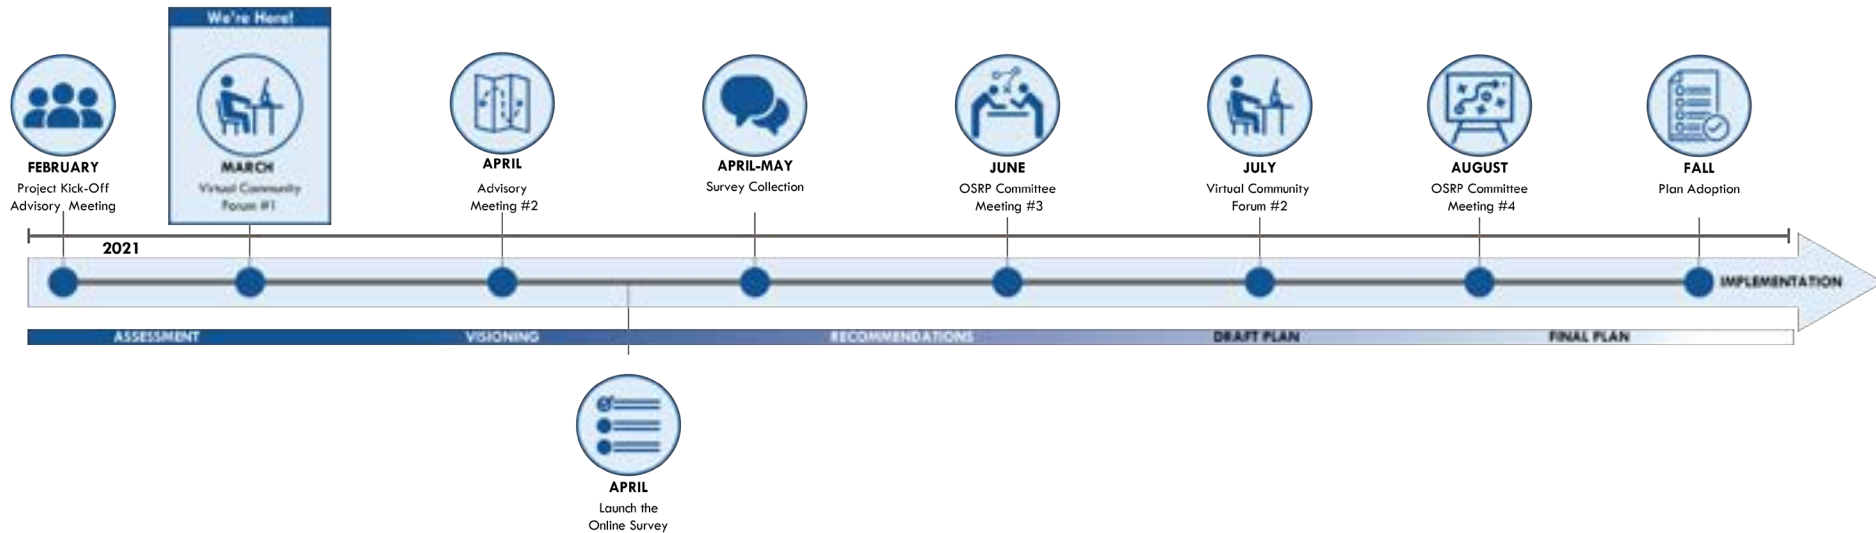 We're Here!
FEBRUARY
Project Kick-Off
Advisory Meeting
MARCH
Virtual Community
Forum #1
APRIL
Advisory
Meeting #2
APRIL-MAY
Survey Collection
JUNE
OSRP Committee
Meeting #3
JULY
Virtual Community
Forum #2
AUGUST
OSRP Committee
Meeting #4
FALL
Plan Adoption
2021
IMPLEMENTATION
ASSESSMENT
VISIONING
RECOMMENDATIONS
DRAFT PLAN
FINAL PLAN
APRIL
Launch the
Online Survey